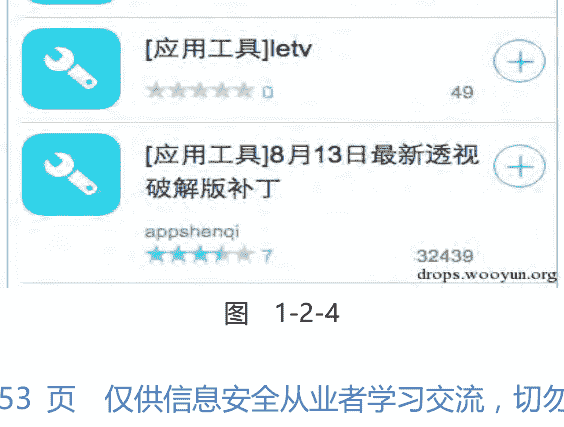 [应用工具]letv
0
49
[应用工具]8月13日最新透视
破解版补丁
appshenqi
7
32439
drops.wooyun.org
图 1-2-4
53 页 仅供信息安全从业者学习交流，切勿